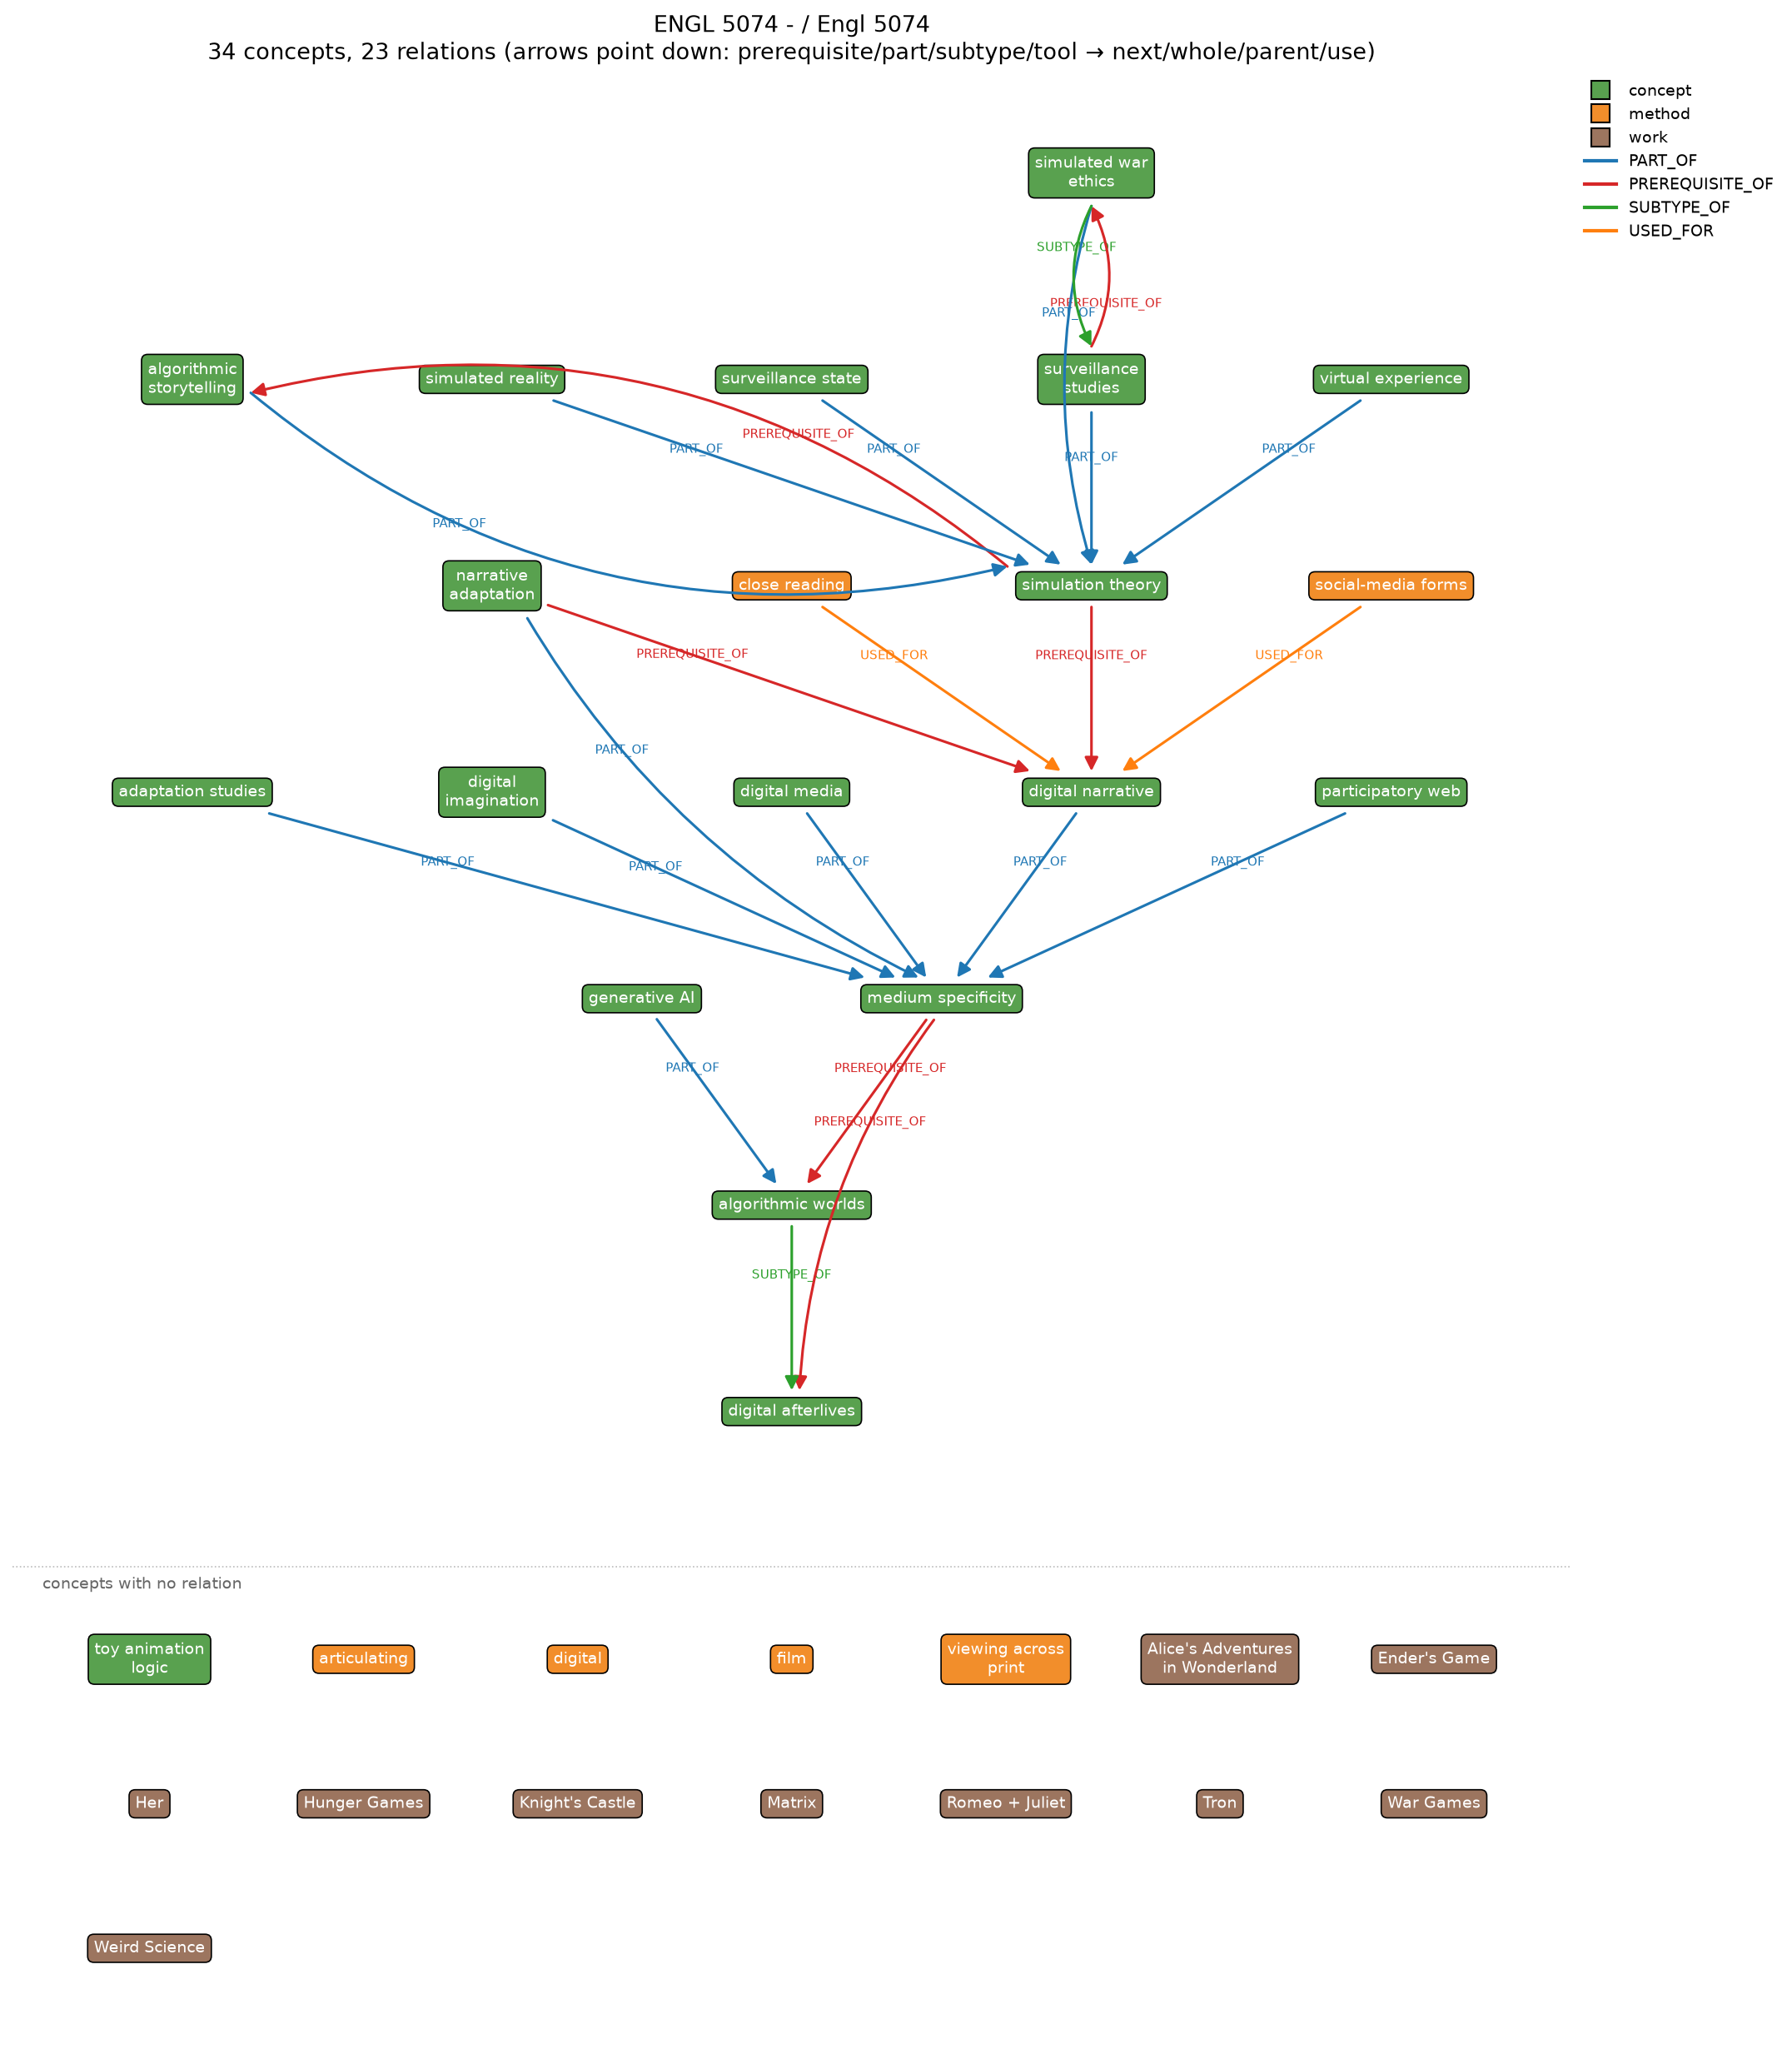 ENGL 5074 - / Engl 5074
34 concepts, 23 relations (arrows point down: prerequisite/part/subtype/tool → next/whole/parent/use)
concept
method
work
PART_OF
PREREQUISITE_OF
SUBTYPE_OF
USED_FOR
simulated war
ethics
SUBTYPE_OF
PREREQUISITE_OF
PART_OF
algorithmic
storytelling
simulated reality
surveillance state
surveillance
studies
virtual experience
PREREQUISITE_OF
PART_OF
PART_OF
PART_OF
PART_OF
PART_OF
narrative
adaptation
close reading
simulation theory
social-media forms
PREREQUISITE_OF
USED_FOR
PREREQUISITE_OF
USED_FOR
PART_OF
adaptation studies
digital
imagination
digital media
digital narrative
participatory web
PART_OF
PART_OF
PART_OF
PART_OF
PART_OF
generative AI
medium specificity
PART_OF
PREREQUISITE_OF
PREREQUISITE_OF
algorithmic worlds
SUBTYPE_OF
digital afterlives
concepts with no relation
toy animation
logic
articulating
digital
film
viewing across
print
Alice's Adventures
in Wonderland
Ender's Game
Her
Hunger Games
Knight's Castle
Matrix
Romeo + Juliet
Tron
War Games
Weird Science